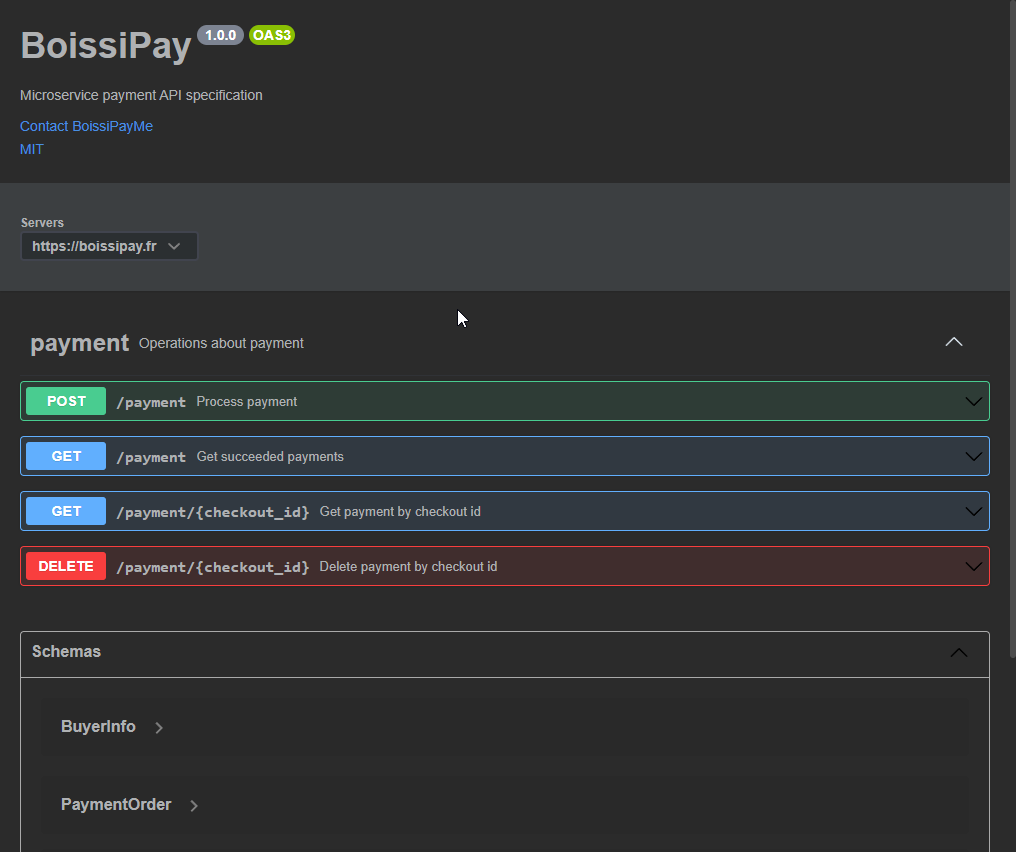 BoissiPay 1.0.0 OAS3
Microservice payment API specification
Contact BoissiPayMe
MIT
Servers
https://boissipay.fr
payment Operations about payment
POST /payment Process payment
GET /payment Get succeeded payments
GET /payment/{checkout_id} Get payment by checkout id
DELETE /payment/{checkout_id} Delete payment by checkout id
Schemas
BuyerInfo
PaymentOrder